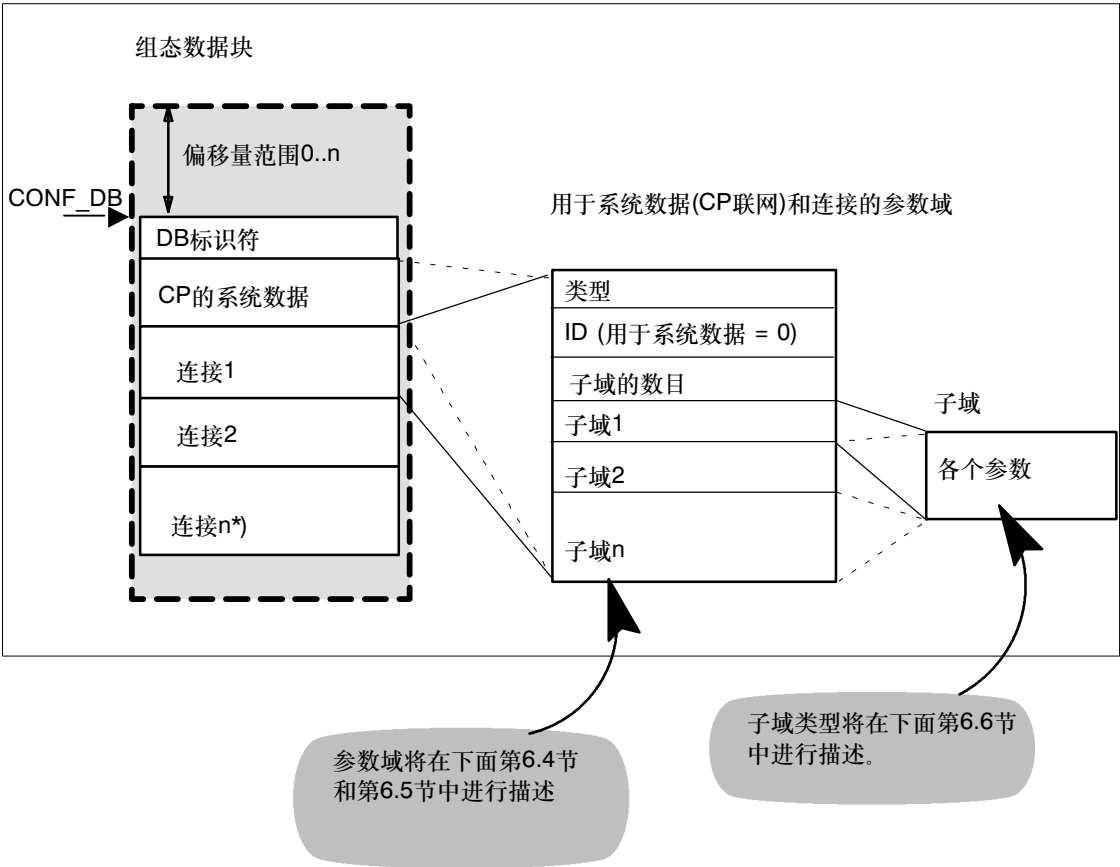 组态数据块
偏移量范围0..n
CONF_DB
DB标识符
CP的系统数据
连接1
连接2
连接n*)
用于系统数据(CP联网)和连接的参数域
类型
ID (用于系统数据 = 0)
子域的数目
子域1
子域2
子域n
子域
各个参数
参数域将在下面第6.4节
和第6.5节中进行描述
子域类型将在下面第6.6节
中进行描述。